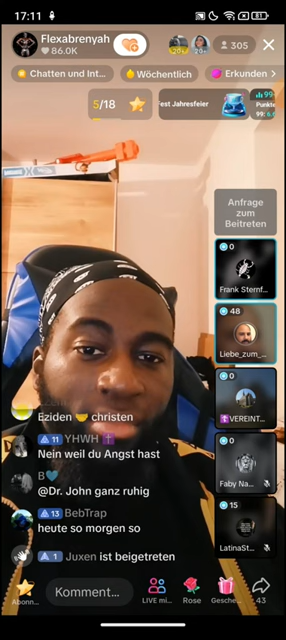 17:11
81
Flexabrenyah
86.0K
305
Chatten und Int...
Wöchentlich
Erkunden
5/18
Fest Jahresfeier
99
Punkte
Anfrage
zum
Beitreten
0
Frank Sternf...
48
Liebe_zum_...
0
VEREINT...
0
Faby Na...
15
LatinaSt...
Eziden 🤝 christen
11 YHWH ✝️
Nein weil du Angst hast
B🩵
@Dr. John ganz ruhig
13 BebTrap
heute so morgen so
1 Juxen ist beigetreten
Abonn...
Komment...
LIVE mi...
Rose
Gesche...
43